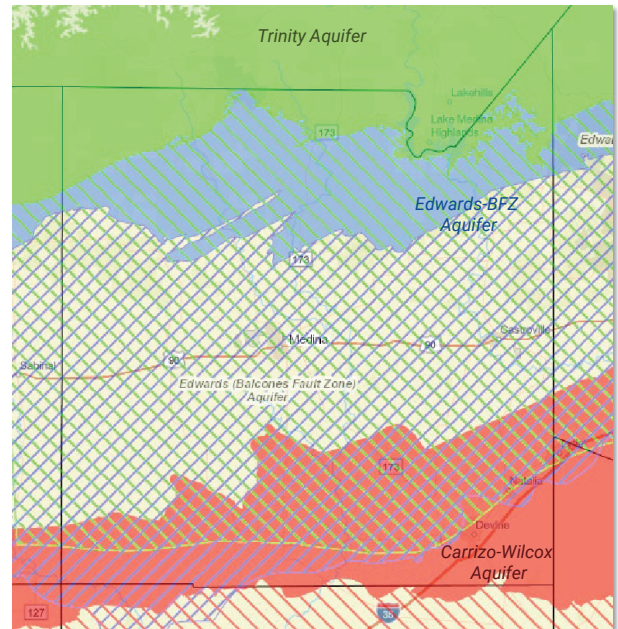 Trinity Aquifer
Lakehills
Lake Medina
Highlands
173
Edwards-BFZ
Aquifer
173
Medina
Castroville
90
90
Sabinal
Edwards (Balcones Fault Zone)
Aquifer
173
Lytle
Natalia
Devine
Carrizo-Wilcox
Aquifer
127
35